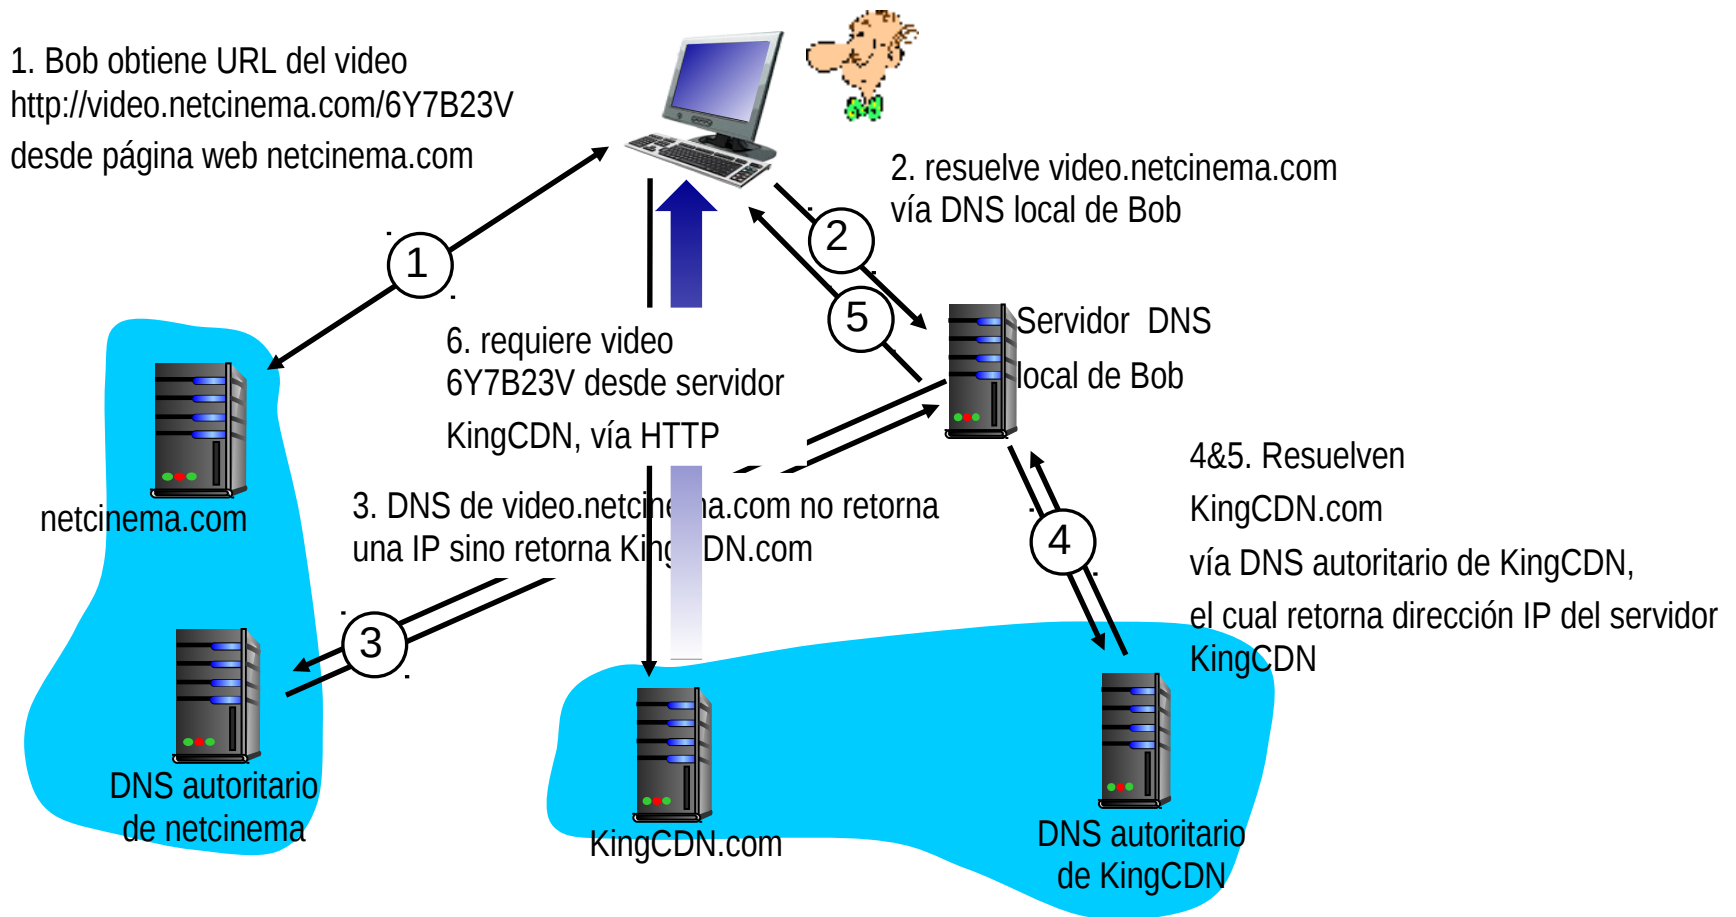 1. Bob obtiene URL del video
http://video.netcinema.com/6Y7B23V
desde página web netcinema.com
2. resuelve video.netcinema.com
vía DNS local de Bob
1
2
5
Servidor DNS
local de Bob
6. requiere video
6Y7B23V desde servidor
KingCDN, vía HTTP
netcinema.com
3. DNS de video.netcinema.com no retorna
una IP sino retorna KingCDN.com
4&5. Resuelven
KingCDN.com
vía DNS autoritario de KingCDN,
el cual retorna dirección IP del servidor
KingCDN
4
3
DNS autoritario
de netcinema
KingCDN.com
DNS autoritario
de KingCDN